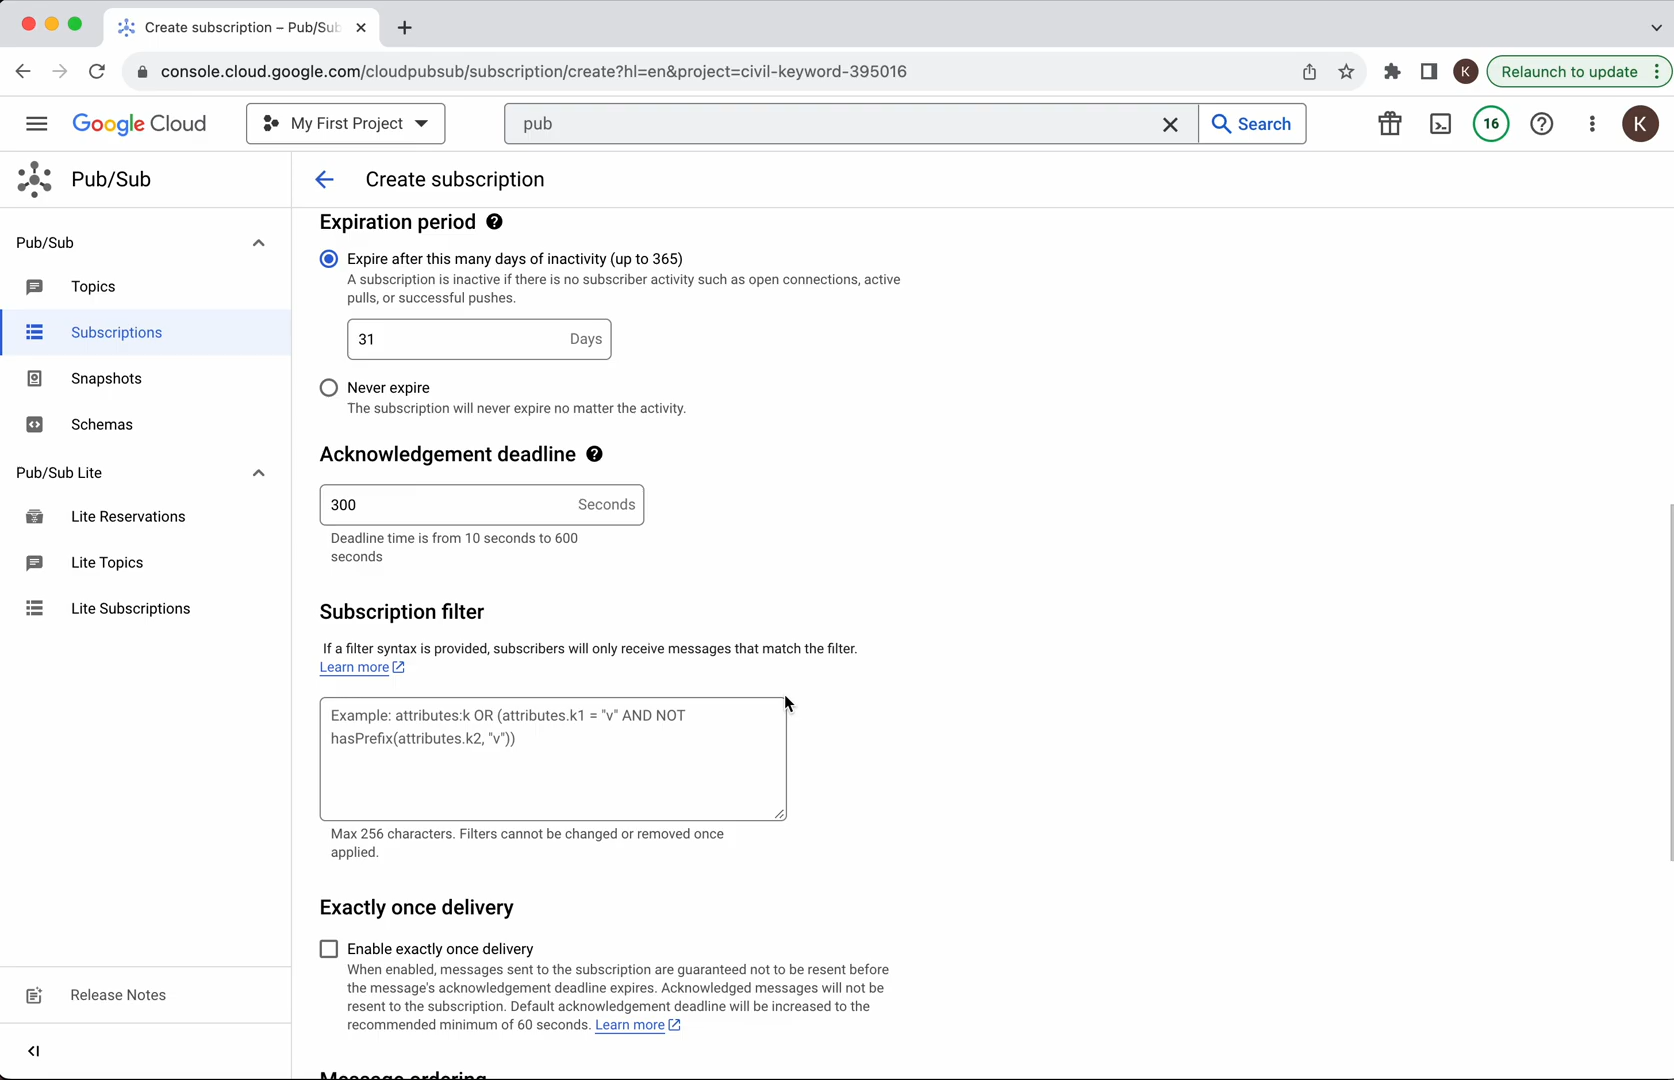 Create subscription – Pub/Sub
console.cloud.google.com/cloudpubsub/subscription/create?hl=en&project=civil-keyword-395016
K
Relaunch to update
Google Cloud
My First Project
pub
Search
16
K
Pub/Sub
Create subscription
Pub/Sub
Topics
Subscriptions
Snapshots
Schemas
Pub/Sub Lite
Lite Reservations
Lite Topics
Lite Subscriptions
Release Notes
Expiration period
Expire after this many days of inactivity (up to 365)
A subscription is inactive if there is no subscriber activity such as open connections, active
pulls, or successful pushes.
31 Days
Never expire
The subscription will never expire no matter the activity.
Acknowledgement deadline
300 Seconds
Deadline time is from 10 seconds to 600
seconds
Subscription filter
If a filter syntax is provided, subscribers will only receive messages that match the filter.
Learn more
Example: attributes:k OR (attributes.k1 = "v" AND NOT
hasPrefix(attributes.k2, "v"))
Max 256 characters. Filters cannot be changed or removed once
applied.
Exactly once delivery
Enable exactly once delivery
When enabled, messages sent to the subscription are guaranteed not to be resent before
the message's acknowledgement deadline expires. Acknowledged messages will not be
resent to the subscription. Default acknowledgement deadline will be increased to the
recommended minimum of 60 seconds. Learn more
Message ordering